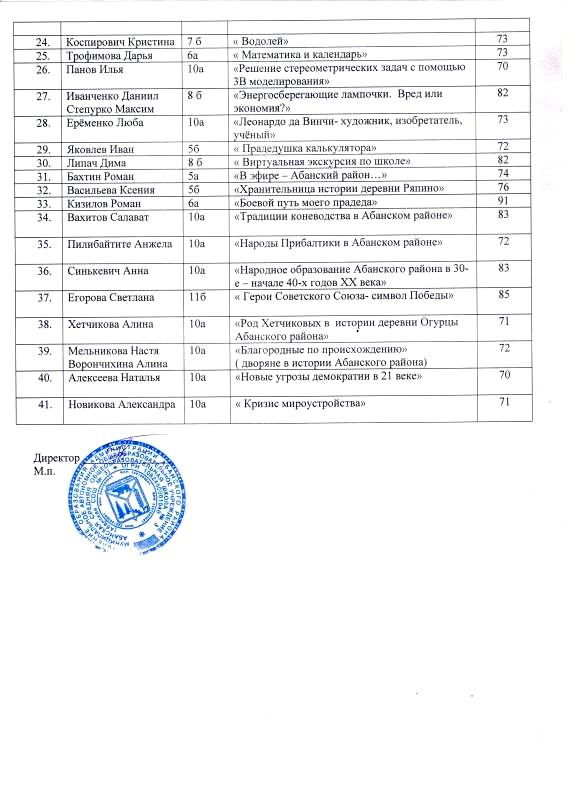 24. Коспирович Кристина 7 б « Водолей» 73
25. Трофимова Дарья 6а « Математика и календарь» 73
26. Панов Илья 10а «Решение стереометрических задач с помощью 70
3В моделирования»
27. Иванченко Даниил 8 б «Энергосберегающие лампочки. Вред или 82
Степурко Максим экономия?»
28. Ерёменко Люба 10а «Леонардо да Винчи- художник, изобретатель, 73
учёный»
29. Яковлев Иван 5б « Прадедушка калькулятора» 72
30. Липач Дима 8 б « Виртуальная экскурсия по школе» 82
31. Бахтин Роман 5а «В эфире – Абанский район…» 74
32. Васильева Ксения 5б «Хранительница истории деревни Ряпино» 76
33. Кизилов Роман 6а «Боевой путь моего прадеда» 91
34. Вахитов Салават 10а «Традиции коневодства в Абанском районе» 83
35. Пилибайтите Анжела 10а «Народы Прибалтики в Абанском районе» 72
36. Синькевич Анна 10а «Народное образование Абанского района в 30- 83
е – начале 40-х годов XX века»
37. Егорова Светлана 11б « Герои Советского Союза- символ Победы» 85
38. Хетчикова Алина 10а «Род Хетчиковых в истории деревни Огурцы 71
Абанского района»
39. Мельникова Настя 10а «Благородные по происхождению» 72
Ворончихина Алина ( дворяне в истории Абанского района)
40. Алексеева Наталья 10а «Новые угрозы демократии в 21 веке» 70
41. Новикова Александра 10а « Кризис мироустройства» 71
Директор
М.п.